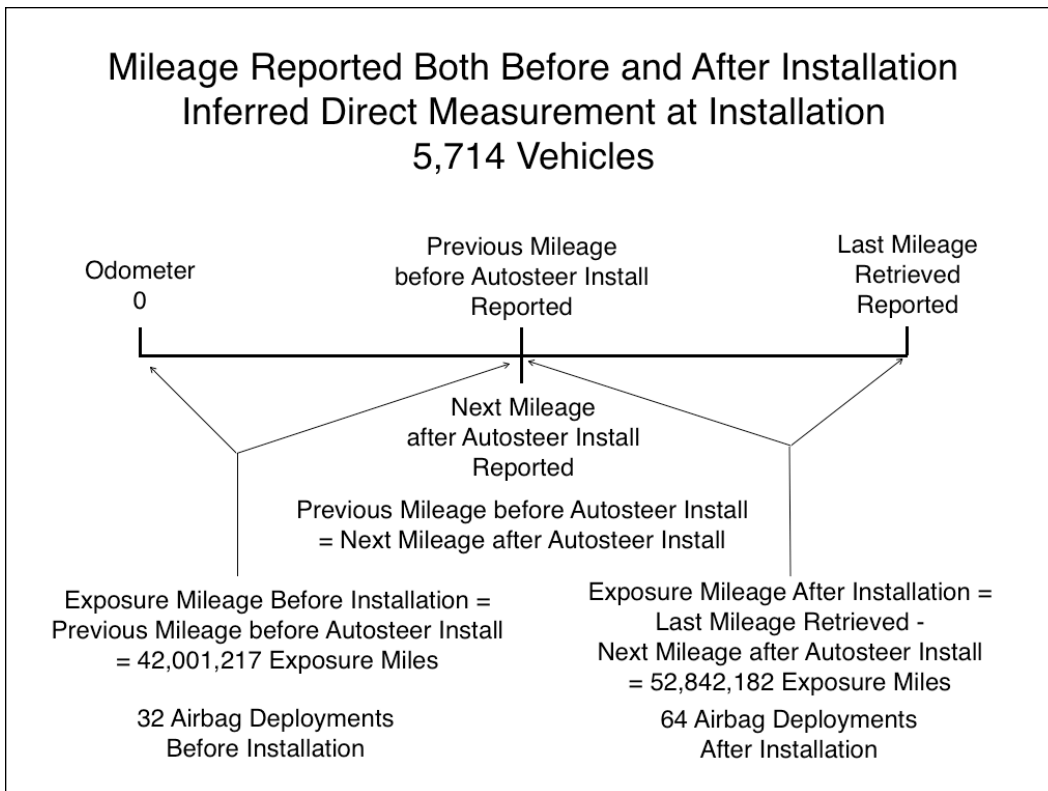 Mileage Reported Both Before and After Installation
Inferred Direct Measurement at Installation
5,714 Vehicles
Odometer
0
Previous Mileage
before Autosteer Install
Reported
Last Mileage
Retrieved
Reported
Next Mileage
after Autosteer Install
Reported
Previous Mileage before Autosteer Install
= Next Mileage after Autosteer Install
Exposure Mileage Before Installation =
Previous Mileage before Autosteer Install
= 42,001,217 Exposure Miles
32 Airbag Deployments
Before Installation
Exposure Mileage After Installation =
Last Mileage Retrieved -
Next Mileage after Autosteer Install
= 52,842,182 Exposure Miles
64 Airbag Deployments
After Installation